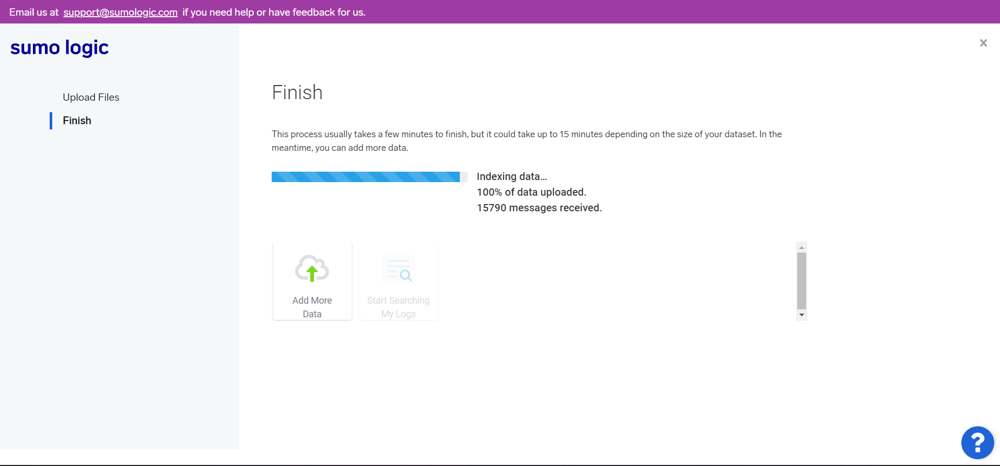 Email us at support@sumologic.com if you need help or have feedback for us.
sumo logic
Upload Files
Finish
Finish
This process usually takes a few minutes to finish, but it could take up to 15 minutes depending on the size of your dataset. In the
meantime, you can add more data.
Indexing data...
100% of data uploaded.
15790 messages received.
Add More
Data
Start Searching
My Logs